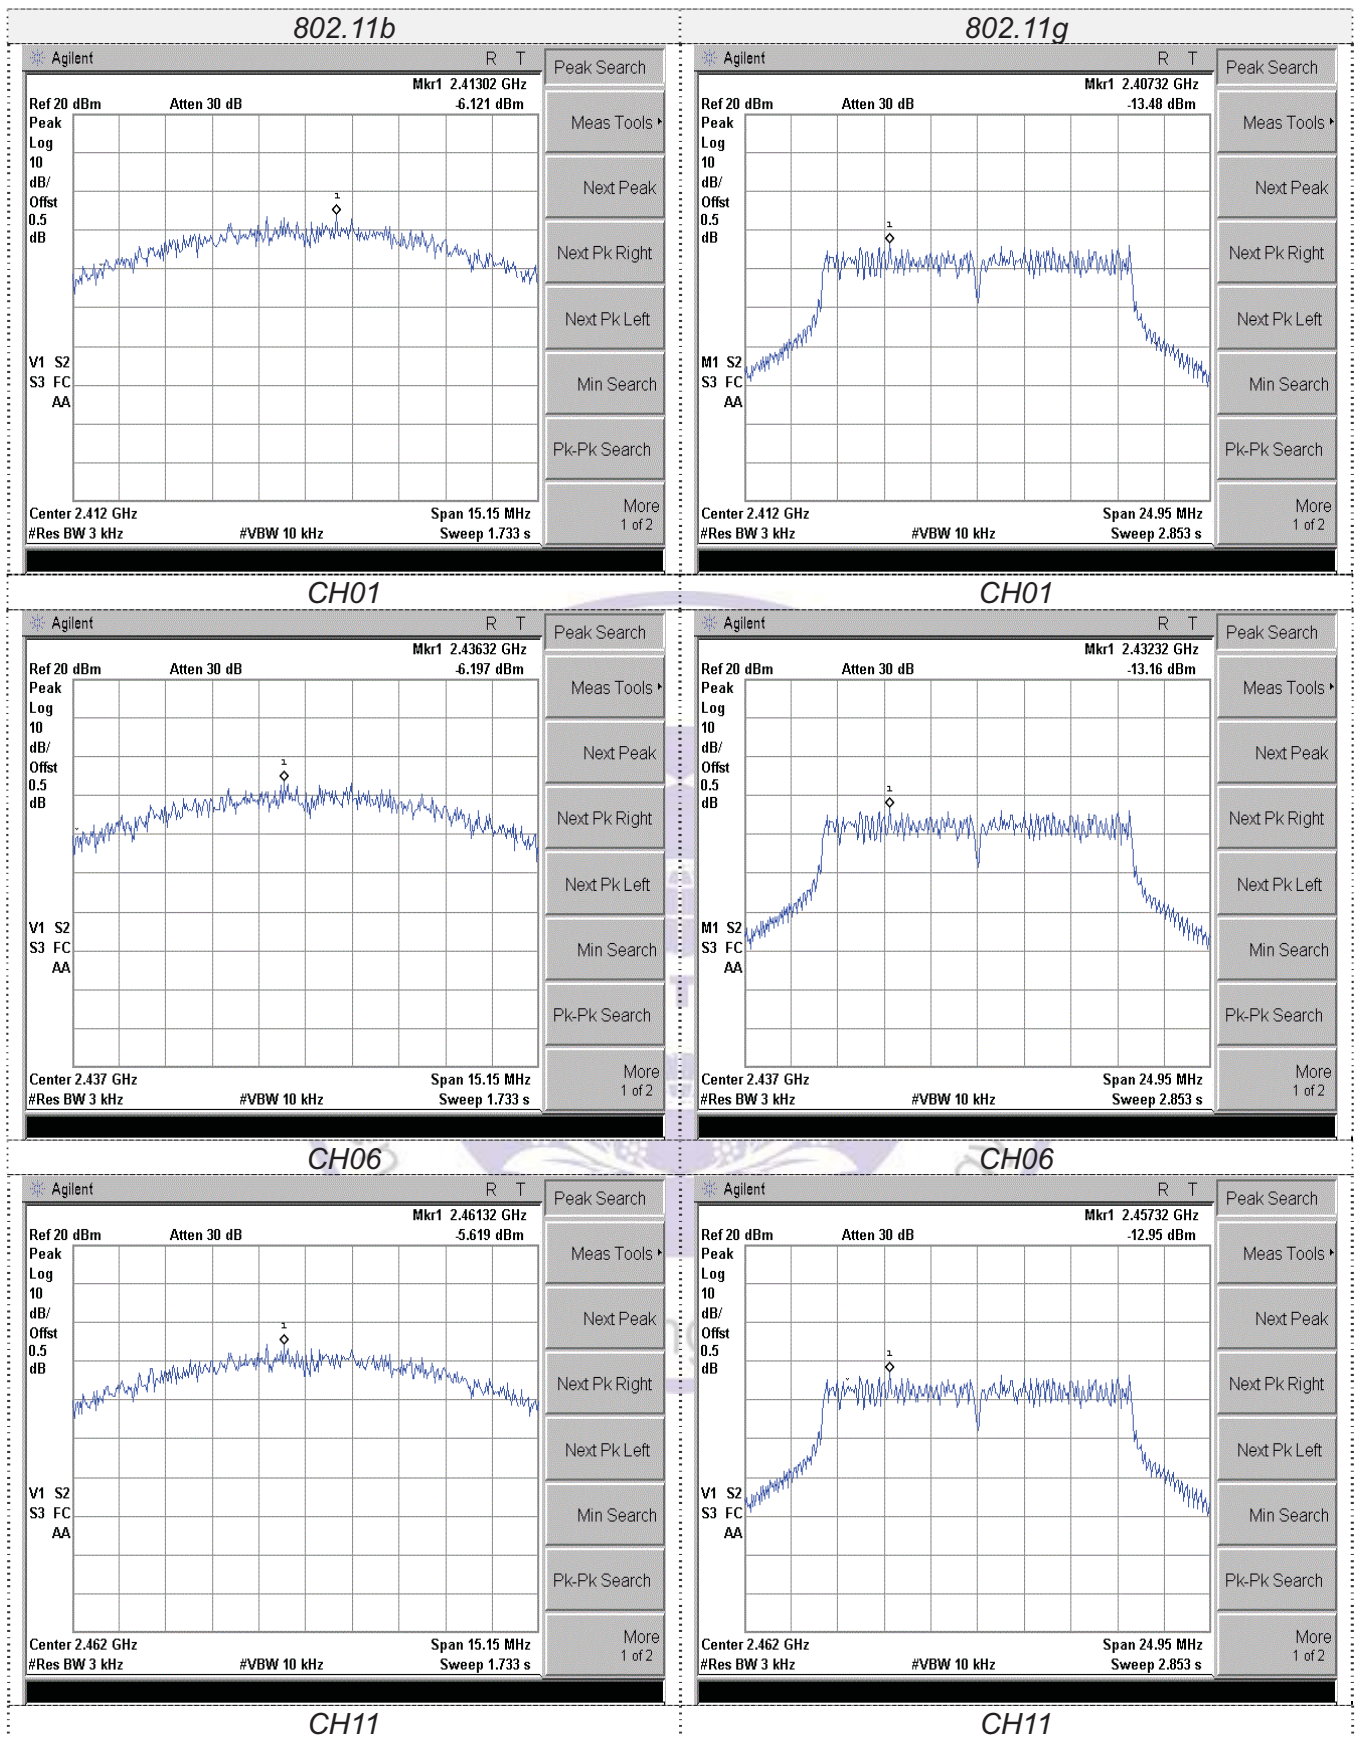 802.11b
802.11g
Agilent
R T
Peak Search
Mkr1 2.41302 GHz
Ref 20 dBm
Atten 30 dB
-6.121 dBm
Peak
Log
10
dB/
Offst
0.5
dB
1
V1 S2
S3 FC
AA
Center 2.412 GHz
Span 15.15 MHz
#Res BW 3 kHz
#VBW 10 kHz
Sweep 1.733 s
Meas Tools
Next Peak
Next Pk Right
Next Pk Left
Min Search
Pk-Pk Search
More
1 of 2
Agilent
R T
Peak Search
Mkr1 2.40732 GHz
Ref 20 dBm
Atten 30 dB
-13.48 dBm
Peak
Log
10
dB/
Offst
0.5
dB
1
M1 S2
S3 FC
AA
Center 2.412 GHz
Span 24.95 MHz
#Res BW 3 kHz
#VBW 10 kHz
Sweep 2.853 s
Meas Tools
Next Peak
Next Pk Right
Next Pk Left
Min Search
Pk-Pk Search
More
1 of 2
CH01
CH01
Agilent
R T
Peak Search
Mkr1 2.43632 GHz
Ref 20 dBm
Atten 30 dB
-6.197 dBm
Peak
Log
10
dB/
Offst
0.5
dB
1
V1 S2
S3 FC
AA
Center 2.437 GHz
Span 15.15 MHz
#Res BW 3 kHz
#VBW 10 kHz
Sweep 1.733 s
Meas Tools
Next Peak
Next Pk Right
Next Pk Left
Min Search
Pk-Pk Search
More
1 of 2
Agilent
R T
Peak Search
Mkr1 2.43232 GHz
Ref 20 dBm
Atten 30 dB
-13.16 dBm
Peak
Log
10
dB/
Offst
0.5
dB
1
M1 S2
S3 FC
AA
Center 2.437 GHz
Span 24.95 MHz
#Res BW 3 kHz
#VBW 10 kHz
Sweep 2.853 s
Meas Tools
Next Peak
Next Pk Right
Next Pk Left
Min Search
Pk-Pk Search
More
1 of 2
CH06
CH06
Agilent
R T
Peak Search
Mkr1 2.46132 GHz
Ref 20 dBm
Atten 30 dB
-5.619 dBm
Peak
Log
10
dB/
Offst
0.5
dB
1
V1 S2
S3 FC
AA
Center 2.462 GHz
Span 15.15 MHz
#Res BW 3 kHz
#VBW 10 kHz
Sweep 1.733 s
Meas Tools
Next Peak
Next Pk Right
Next Pk Left
Min Search
Pk-Pk Search
More
1 of 2
Agilent
R T
Peak Search
Mkr1 2.45732 GHz
Ref 20 dBm
Atten 30 dB
-12.95 dBm
Peak
Log
10
dB/
Offst
0.5
dB
1
V1 S2
S3 FC
AA
Center 2.462 GHz
Span 24.95 MHz
#Res BW 3 kHz
#VBW 10 kHz
Sweep 2.853 s
Meas Tools
Next Peak
Next Pk Right
Next Pk Left
Min Search
Pk-Pk Search
More
1 of 2
CH11
CH11